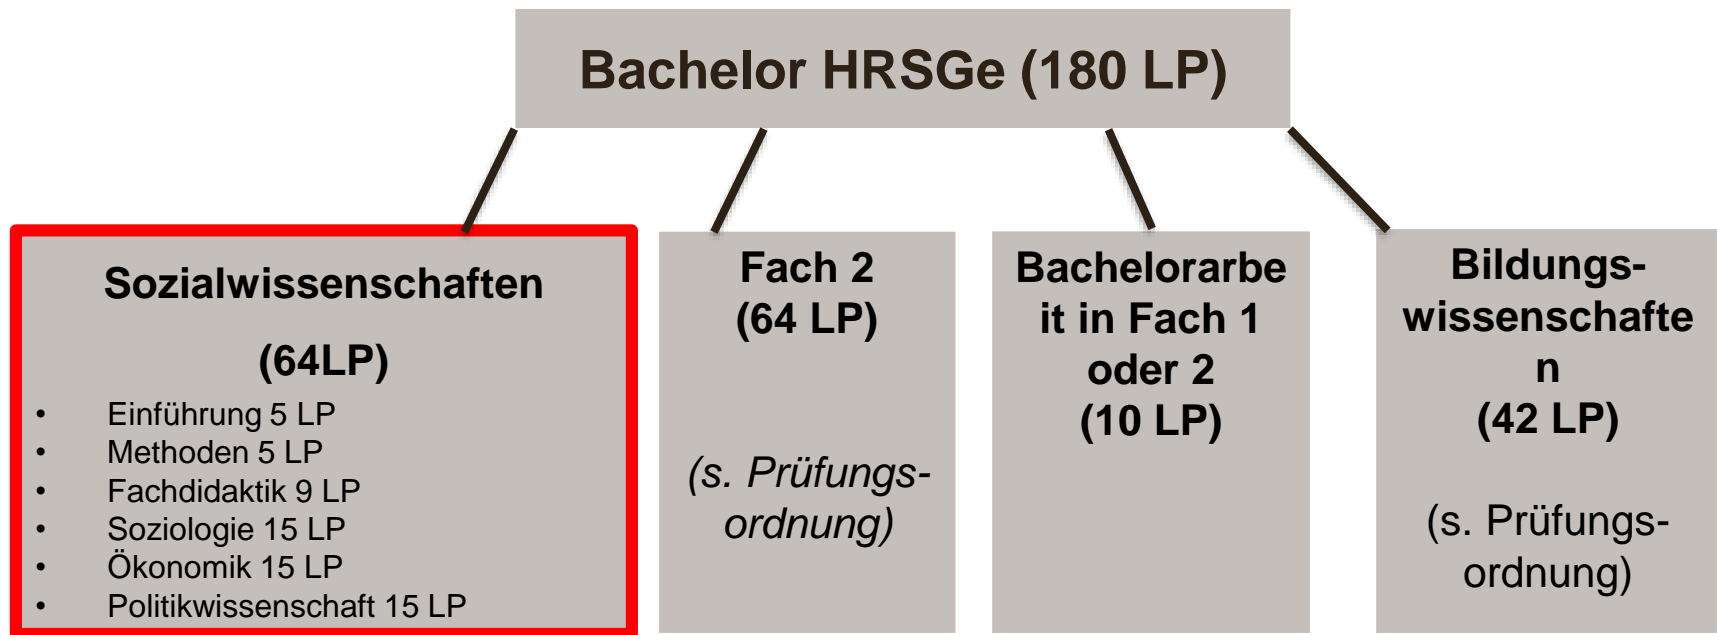 Bachelor HRSGe (180 LP)
Sozialwissenschaften
(64LP)
• Einführung 5 LP
• Methoden 5 LP
• Fachdidaktik 9 LP
• Soziologie 15 LP
• Ökonomik 15 LP
• Politikwissenschaft 15 LP
Fach 2
(64 LP)
(s. Prüfungs-
ordnung)
Bachelorarbe
it in Fach 1
oder 2
(10 LP)
Bildungs-
wissenschafte
n
(42 LP)
(s. Prüfungs-
ordnung)